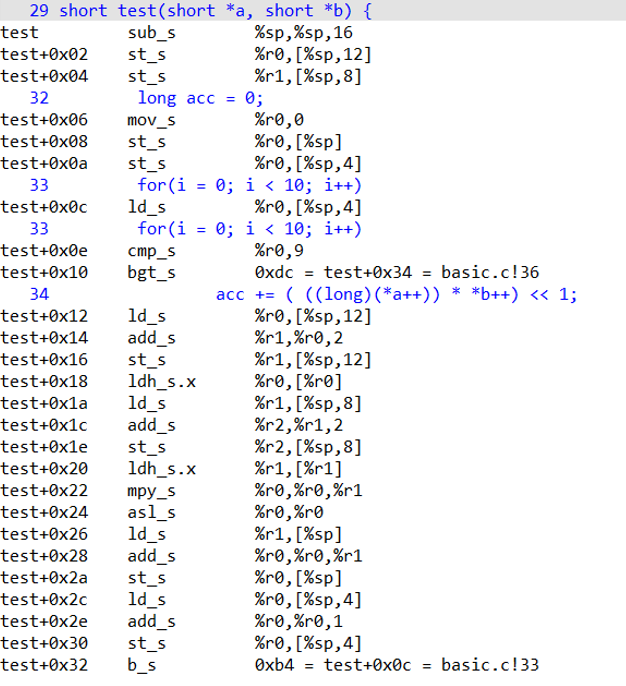 29 short test(short *a, short *b) {
test sub_s %sp,%sp,16
test+0x02 st_s %r0,[%sp,12]
test+0x04 st_s %r1,[%sp,8]
32 long acc = 0;
test+0x06 mov_s %r0,0
test+0x08 st_s %r0,[%sp]
test+0x0a st_s %r0,[%sp,4]
33 for(i = 0; i < 10; i++)
test+0x0c ld_s %r0,[%sp,4]
33 for(i = 0; i < 10; i++)
test+0x0e cmp_s %r0,9
test+0x10 bgt_s 0xdc = test+0x34 = basic.c!36
34 acc += ( ((long)(*a++)) * *b++) << 1;
test+0x12 ld_s %r0,[%sp,12]
test+0x14 add_s %r1,%r0,2
test+0x16 st_s %r1,[%sp,12]
test+0x18 ldh_s.x %r0,[%r0]
test+0x1a ld_s %r1,[%sp,8]
test+0x1c add_s %r2,%r1,2
test+0x1e st_s %r2,[%sp,8]
test+0x20 ldh_s.x %r1,[%r1]
test+0x22 mpy_s %r0,%r0,%r1
test+0x24 asl_s %r0,%r0
test+0x26 ld_s %r1,[%sp]
test+0x28 add_s %r0,%r0,%r1
test+0x2a st_s %r0,[%sp]
test+0x2c ld_s %r0,[%sp,4]
test+0x2e add_s %r0,%r0,1
test+0x30 st_s %r0,[%sp,4]
test+0x32 b_s 0xb4 = test+0x0c = basic.c!33